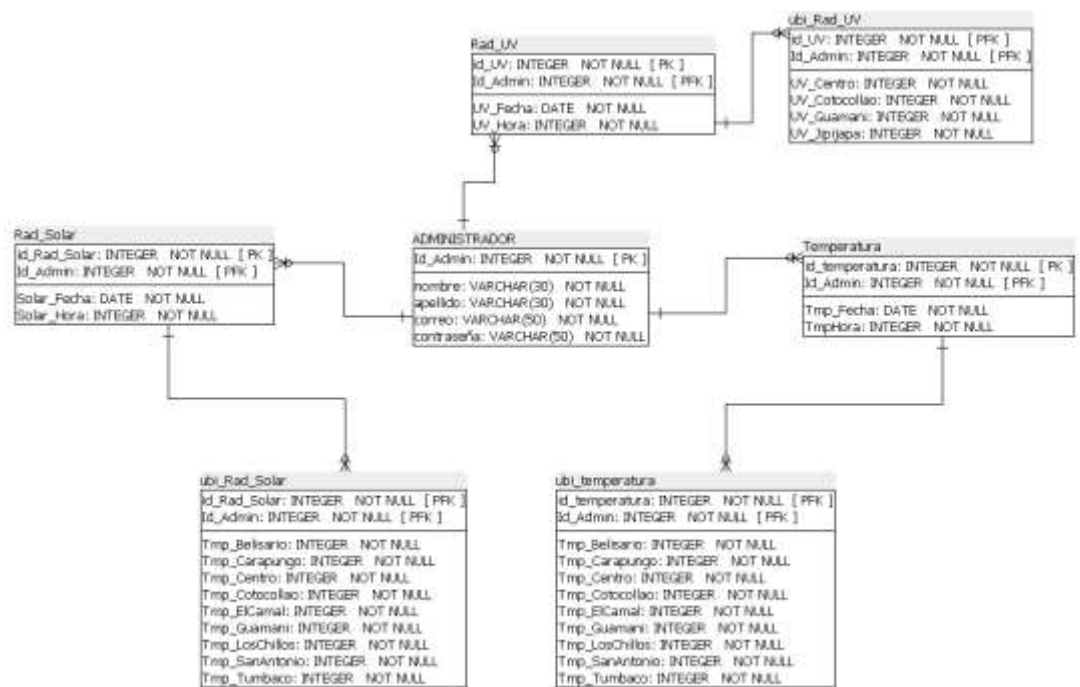 ubi_Rad_UV
id_UV: INTEGER NOT NULL [ PFK ]
Id_Admin: INTEGER NOT NULL [ PFK ]
UV_Centro: INTEGER NOT NULL
UV_Cotocollao: INTEGER NOT NULL
UV_Guamani: INTEGER NOT NULL
UV_Jipijapa: INTEGER NOT NULL
Rad_UV
id_UV: INTEGER NOT NULL [ PK ]
Id_Admin: INTEGER NOT NULL [ PFK ]
UV_Fecha: DATE NOT NULL
UV_Hora: INTEGER NOT NULL
Rad_Solar
id_Rad_Solar: INTEGER NOT NULL [ PK ]
Id_Admin: INTEGER NOT NULL [ PFK ]
Solar_Fecha: DATE NOT NULL
Solar_Hora: INTEGER NOT NULL
ADMINISTRADOR
Id_Admin: INTEGER NOT NULL [ PK ]
nombre: VARCHAR(30) NOT NULL
apellido: VARCHAR(30) NOT NULL
correo: VARCHAR(50) NOT NULL
contraseña: VARCHAR(50) NOT NULL
Temperatura
id_temperatura: INTEGER NOT NULL [ PK ]
Id_Admin: INTEGER NOT NULL [ PFK ]
Tmp_Fecha: DATE NOT NULL
TmpHora: INTEGER NOT NULL
ubi_Rad_Solar
id_Rad_Solar: INTEGER NOT NULL [ PFK ]
Id_Admin: INTEGER NOT NULL [ PFK ]
Tmp_Belisario: INTEGER NOT NULL
Tmp_Carapungo: INTEGER NOT NULL
Tmp_Centro: INTEGER NOT NULL
Tmp_Cotocollao: INTEGER NOT NULL
Tmp_ElCamal: INTEGER NOT NULL
Tmp_Guamani: INTEGER NOT NULL
Tmp_LosChillos: INTEGER NOT NULL
Tmp_SanAntonio: INTEGER NOT NULL
Tmp_Tumbaco: INTEGER NOT NULL
ubi_temperatura
id_temperatura: INTEGER NOT NULL [ PFK ]
Id_Admin: INTEGER NOT NULL [ PFK ]
Tmp_Belisario: INTEGER NOT NULL
Tmp_Carapungo: INTEGER NOT NULL
Tmp_Centro: INTEGER NOT NULL
Tmp_Cotocollao: INTEGER NOT NULL
Tmp_ElCamal: INTEGER NOT NULL
Tmp_Guamani: INTEGER NOT NULL
Tmp_LosChillos: INTEGER NOT NULL
Tmp_SanAntonio: INTEGER NOT NULL
Tmp_Tumbaco: INTEGER NOT NULL